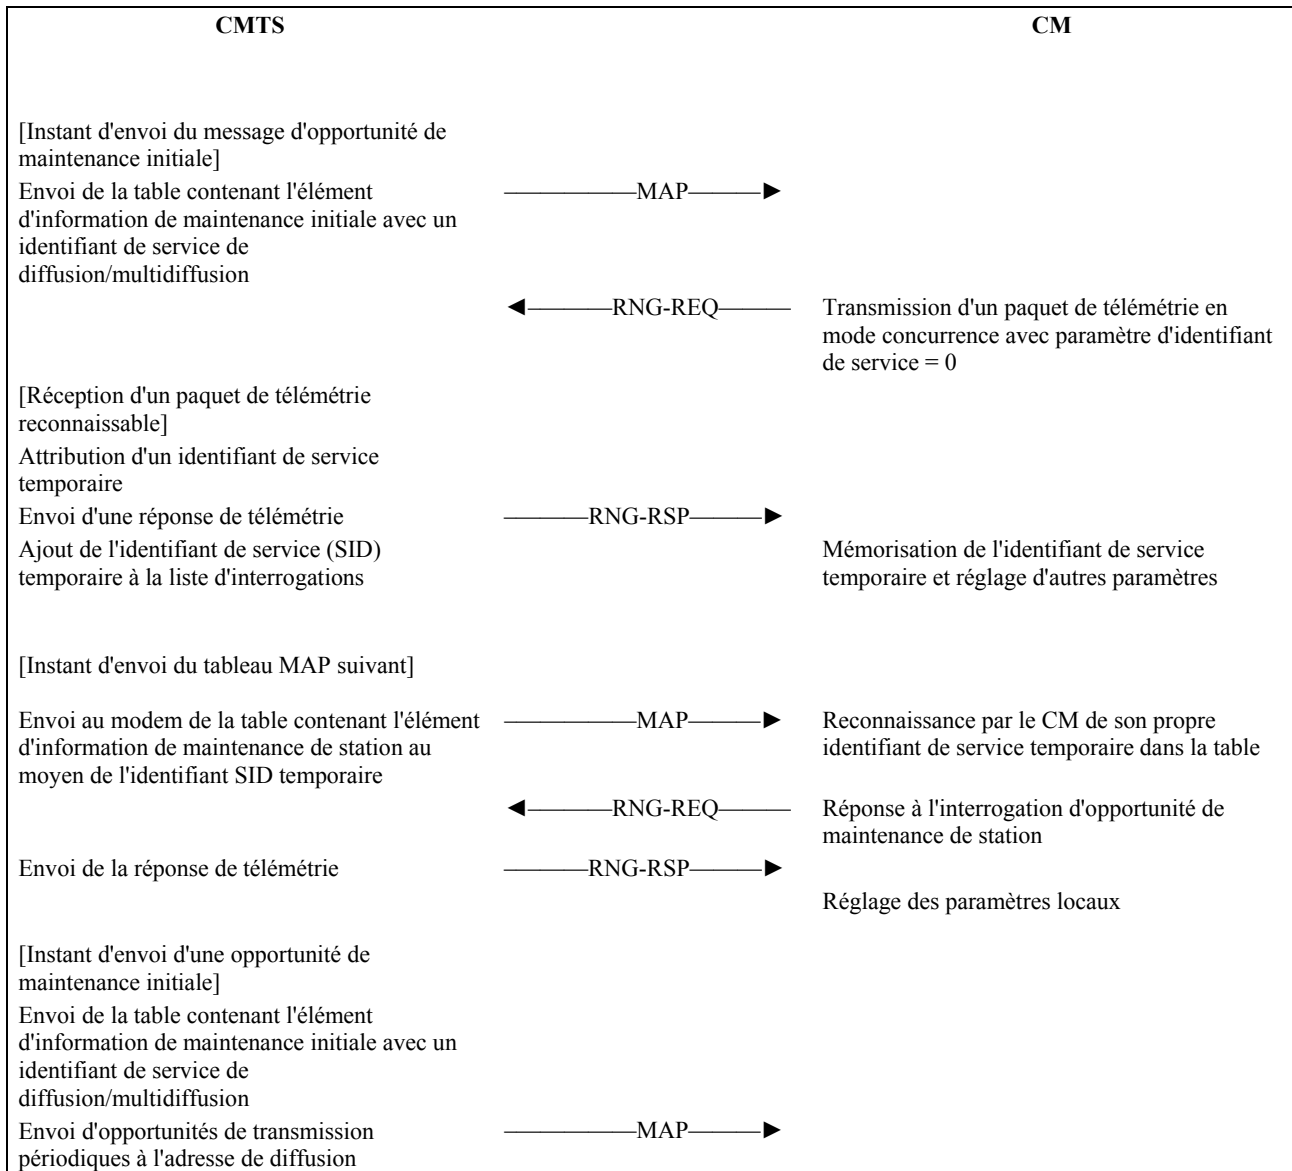 CMTS CM
[Instant d'envoi du message d'opportunité de
maintenance initiale]
Envoi de la table contenant l'élément ——————MAP———►
d'information de maintenance initiale avec un
identifiant de service de
diffusion/multidiffusion
◄————RNG-REQ——— Transmission d'un paquet de télémétrie en
mode concurrence avec paramètre d'identifiant
de service = 0
[Réception d'un paquet de télémétrie
reconnaissable]
Attribution d'un identifiant de service
temporaire
Envoi d'une réponse de télémétrie ————RNG-RSP———►
Ajout de l'identifiant de service (SID) Mémorisation de l'identifiant de service
temporaire à la liste d'interrogations temporaire et réglage d'autres paramètres
[Instant d'envoi du tableau MAP suivant]
Envoi au modem de la table contenant l'élément ——————MAP———► Reconnaissance par le CM de son propre
d'information de maintenance de station au identifiant de service temporaire dans la table
moyen de l'identifiant SID temporaire
◄————RNG-REQ——— Réponse à l'interrogation d'opportunité de
maintenance de station
Envoi de la réponse de télémétrie ————RNG-RSP———►
Réglage des paramètres locaux
[Instant d'envoi d'une opportunité de
maintenance initiale]
Envoi de la table contenant l'élément
d'information de maintenance initiale avec un
identifiant de service de
diffusion/multidiffusion
Envoi d'opportunités de transmission ——————MAP———►
périodiques à l'adresse de diffusion